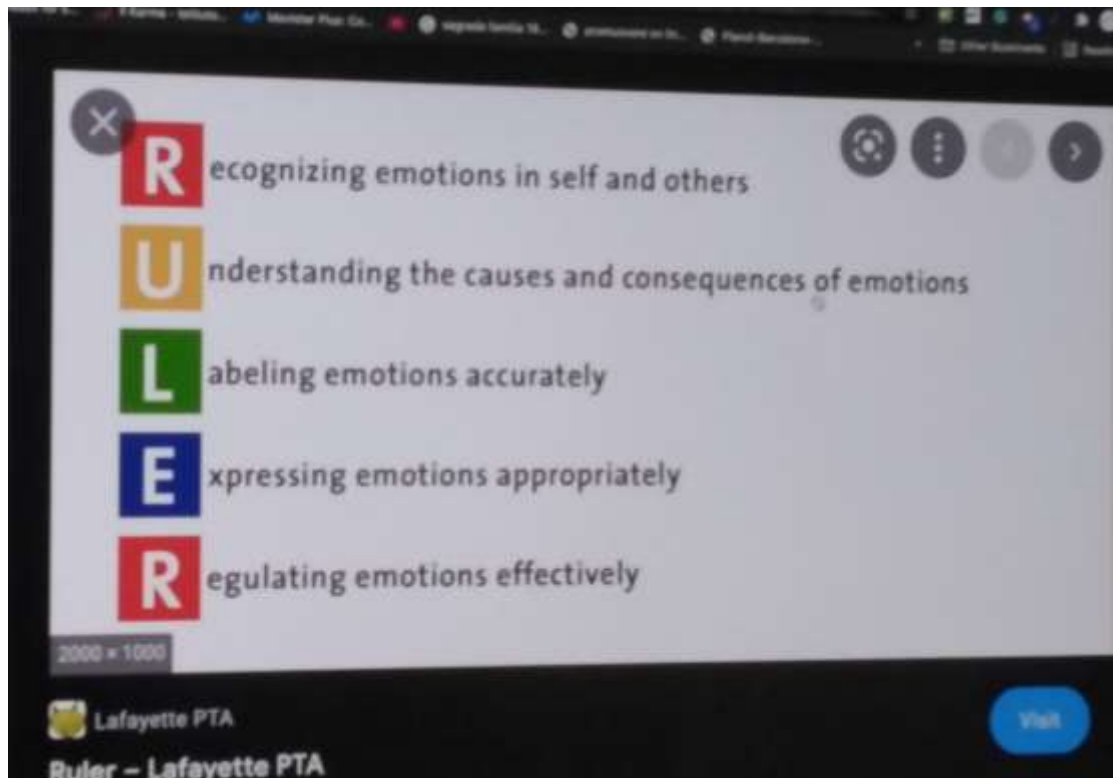 Recognizing emotions in self and others
Understanding the causes and consequences of emotions
Labeling emotions accurately
Expressing emotions appropriately
Regulating emotions effectively
2000 × 1000
Lafayette PTA
Visit
Ruler – Lafayette PTA